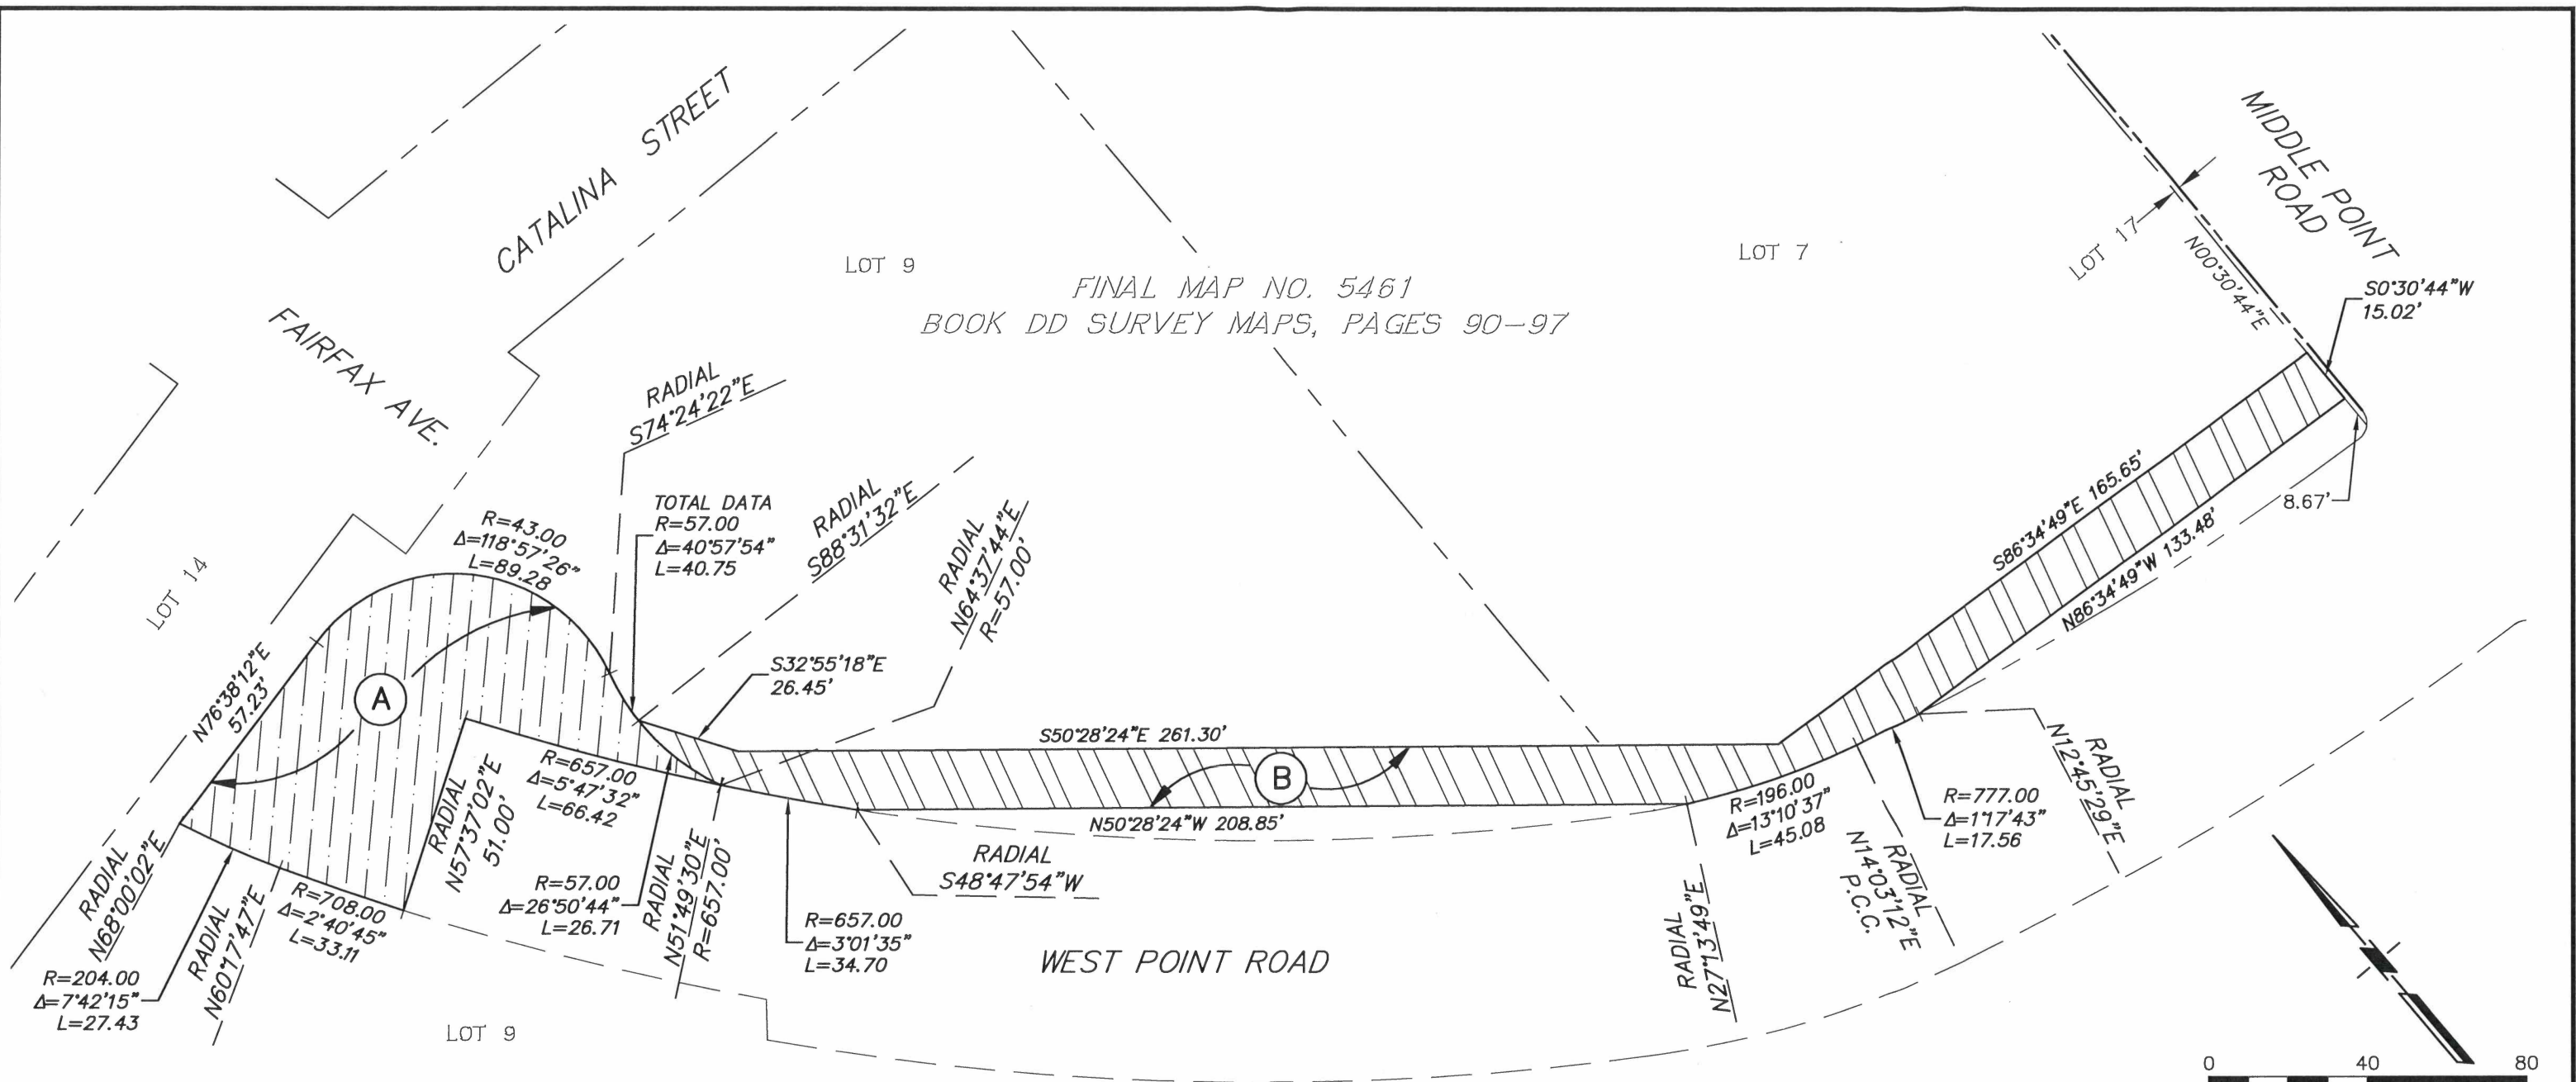 CATALINA STREET
MIDDLE POINT
ROAD
LOT 9
LOT 7
LOT 17
N00°30'44"E
S0°30'44"W
15.02'
FINAL MAP NO. 5461
BOOK DD SURVEY MAPS, PAGES 90-97
FAIRFAX AVE.
RADIAL
S74°24'22"E
TOTAL DATA
R=57.00
Δ=40°57'54"
L=40.75
RADIAL
S88°31'32"E
RADIAL
N64°37'44"E
R=57.00'
R=43.00
Δ=118°57'26"
L=89.28
LOT 14
S86°34'49"E 165.65'
8.67'
N86°34'49"W 133.48'
N76°38'12"E
57.23'
A
S32°55'18"E
26.45'
S50°28'24"E 261.30'
B
N50°28'24"W 208.85'
RADIAL
N57°37'02"E
51.00'
R=657.00
Δ=5°47'32"
L=66.42
R=196.00
Δ=13°10'37"
L=45.08
R=777.00
Δ=1°17'43"
L=17.56
RADIAL
N12°45'29"E
RADIAL
N14°03'12"E
P.C.C.
RADIAL
N68°00'02"E
RADIAL
N60°17'47"E
R=708.00
Δ=2°40'45"
L=33.11
R=57.00
Δ=26°50'44"
L=26.71
RADIAL
N51°49'30"E
R=657.00'
RADIAL
S48°47'54"W
R=657.00
Δ=3°01'35"
L=34.70
RADIAL
N27°13'49"E
WEST POINT ROAD
R=204.00
Δ=7°42'15"
L=27.43
LOT 9
0 40 80